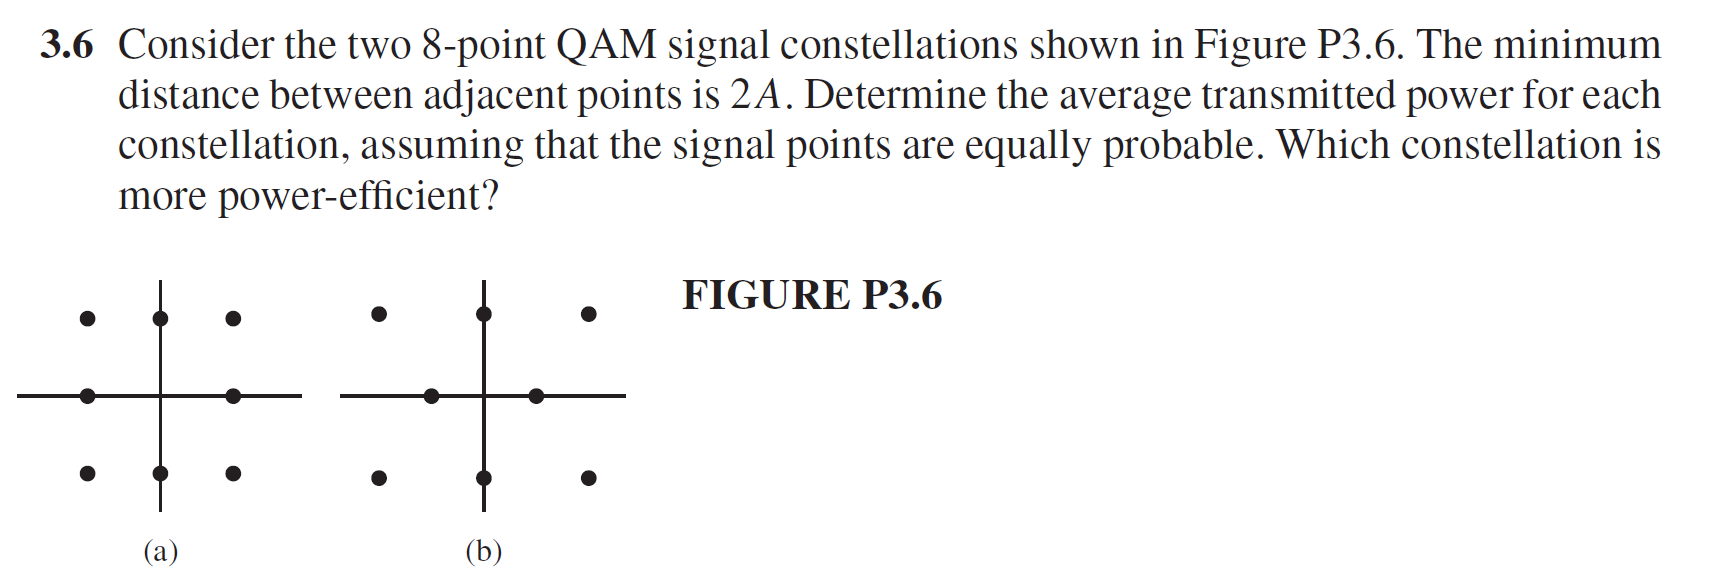 3.6 Consider the two 8-point QAM signal constellations shown in Figure P3.6. The minimum
distance between adjacent points is 2A. Determine the average transmitted power for each
constellation, assuming that the signal points are equally probable. Which constellation is
more power-efficient?
FIGURE P3.6
(a)
(b)